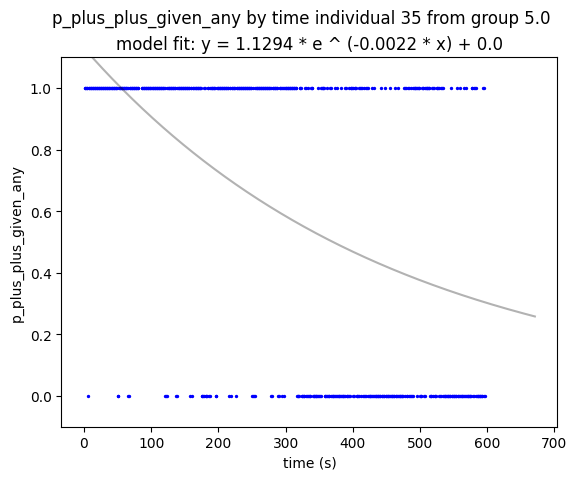 p_plus_plus_given_any by time individual 35 from group 5.0
model fit: y = 1.1294 * e ^ (-0.0022 * x) + 0.0
1.0
0.8
0.6
0.4
0.2
0.0
p_plus_plus_given_any
0 100 200 300 400 500 600 700
time (s)